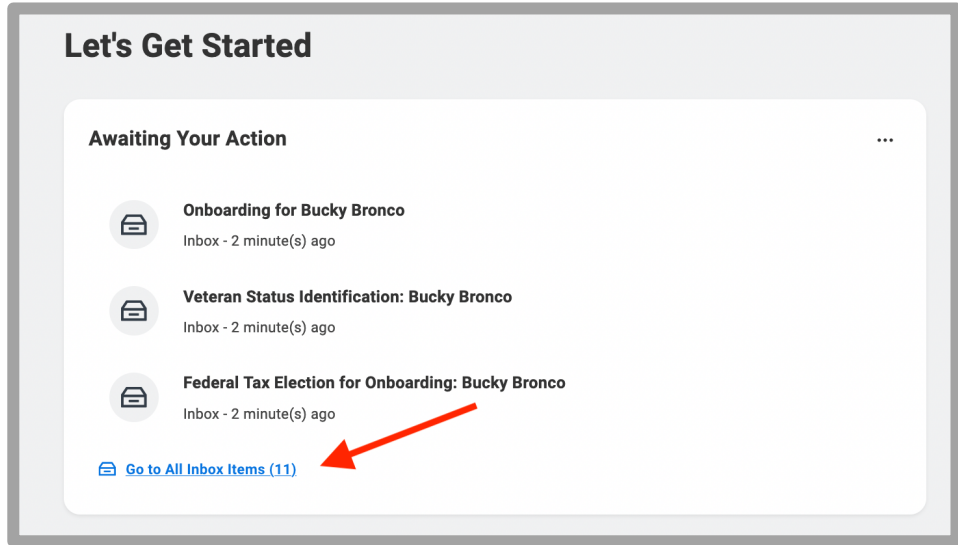 Let's Get Started
Awaiting Your Action
Onboarding for Bucky Bronco
Inbox - 2 minute(s) ago
Veteran Status Identification: Bucky Bronco
Inbox - 2 minute(s) ago
Federal Tax Election for Onboarding: Bucky Bronco
Inbox - 2 minute(s) ago
Go to All Inbox Items (11)